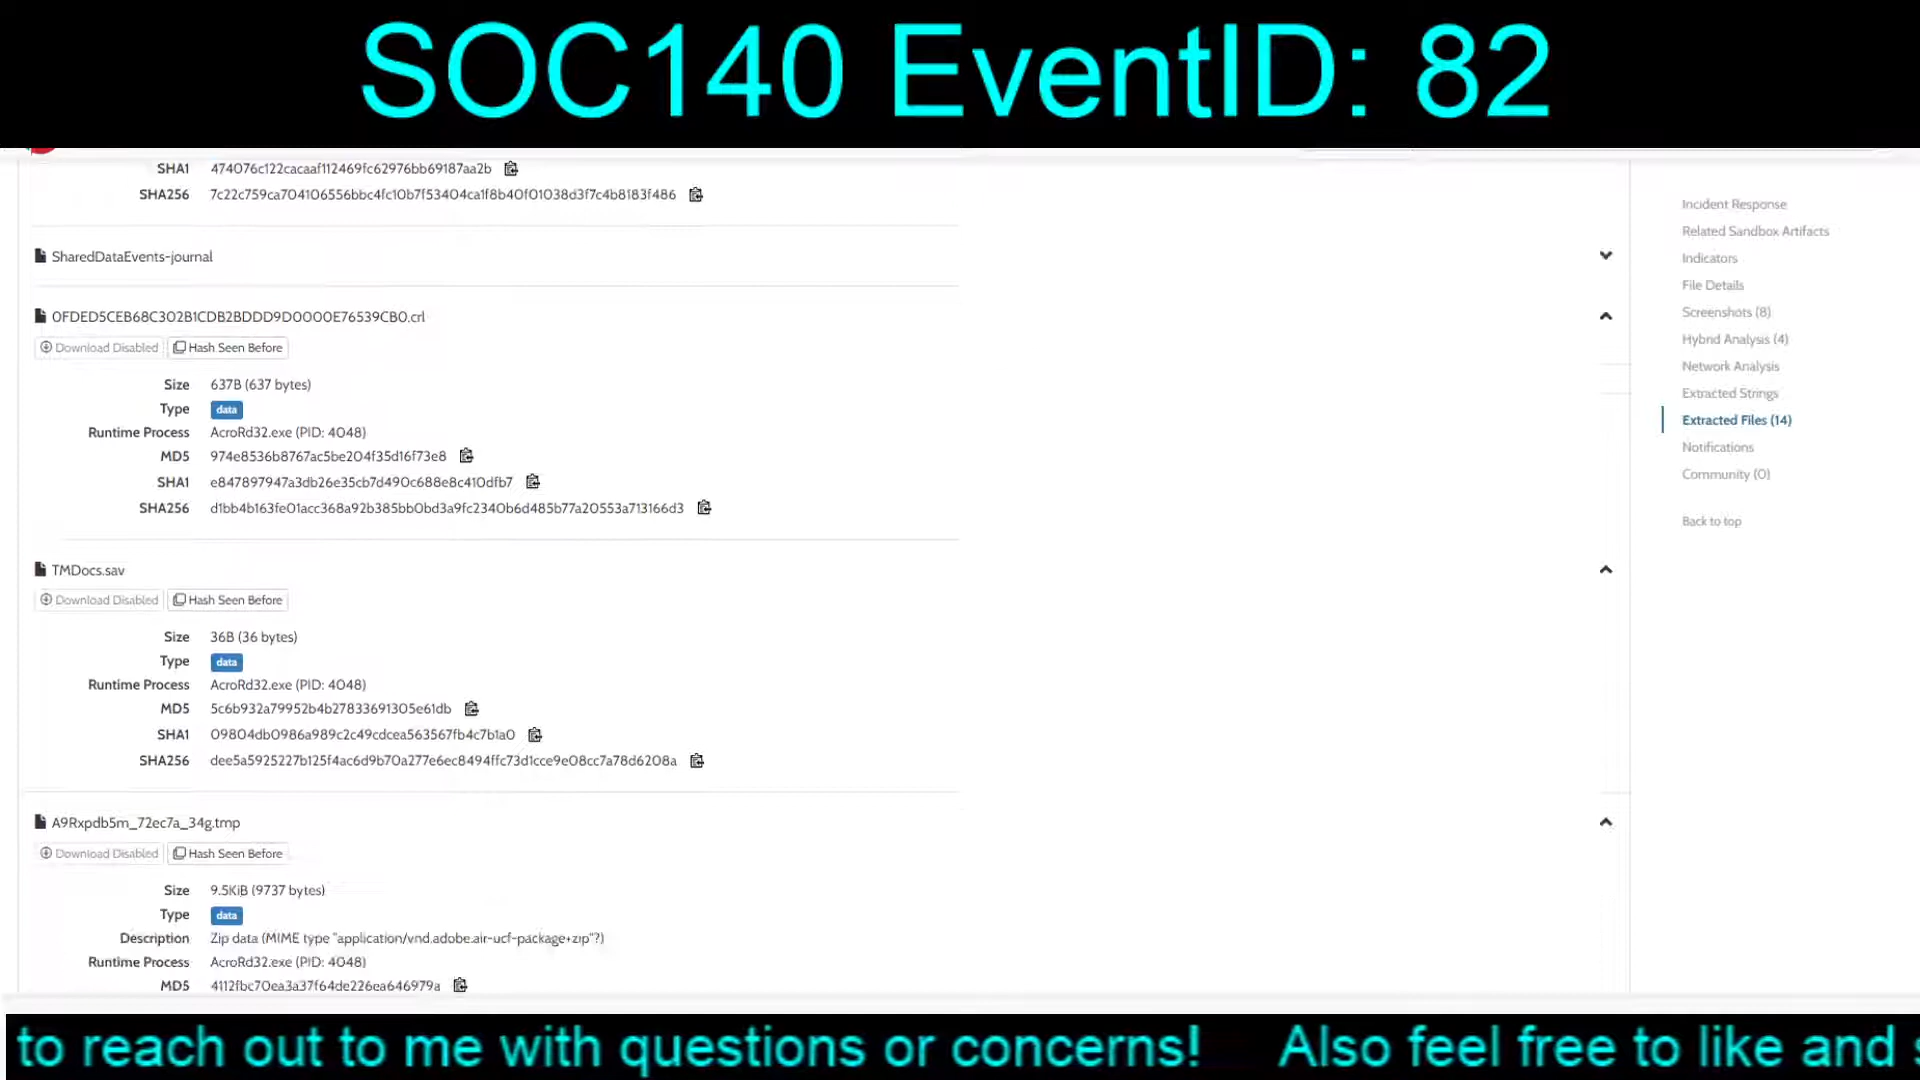 SOC140 EventID: 82
SHA1 474076c122cacaaf112469fc62976bb69187aa2b
SHA256 7c22c759ca704106556bbc4fc10b7f53404ca1f8b40f01038d3f7c4b8183f486
SharedDataEvents-journal
0FDED5CEB68C302B1CDB2BDDD9D0000E76539CB0.crl
Download Disabled Hash Seen Before
Size 637B (637 bytes)
Type data
Runtime Process AcroRd32.exe (PID: 4048)
MD5 974e8536b8767ac5be204f35d16f73e8
SHA1 e847897947a3db26e35cb7d490c688e8c410dfb7
SHA256 d1bb4b163fe01acc368a92b385bb0bd3a9fc2340b6d485b77a20553a713166d3
TMDocs.sav
Download Disabled Hash Seen Before
Size 36B (36 bytes)
Type data
Runtime Process AcroRd32.exe (PID: 4048)
MD5 5c6b932a79952b4b27833691305e61db
SHA1 09804db0986a989c2c49cdcea563567fb4c7b1a0
SHA256 dee5a5925227b125f4ac6d9b70a277e6ec8494ffc73d1cce9e08cc7a78d6208a
A9Rxpdb5m_72ec7a_34g.tmp
Download Disabled Hash Seen Before
Size 9.5KiB (9737 bytes)
Type data
Description Zip data (MIME type "application/vnd.adobe.air-ucf-package+zip"?)
Runtime Process AcroRd32.exe (PID: 4048)
MD5 4112fbc70ea3a37f64de226ea646979a
Incident Response
Related Sandbox Artifacts
Indicators
File Details
Screenshots (8)
Hybrid Analysis (4)
Network Analysis
Extracted Strings
Extracted Files (14)
Notifications
Community (0)
Back to top
to reach out to me with questions or concerns! Also feel free to like and s